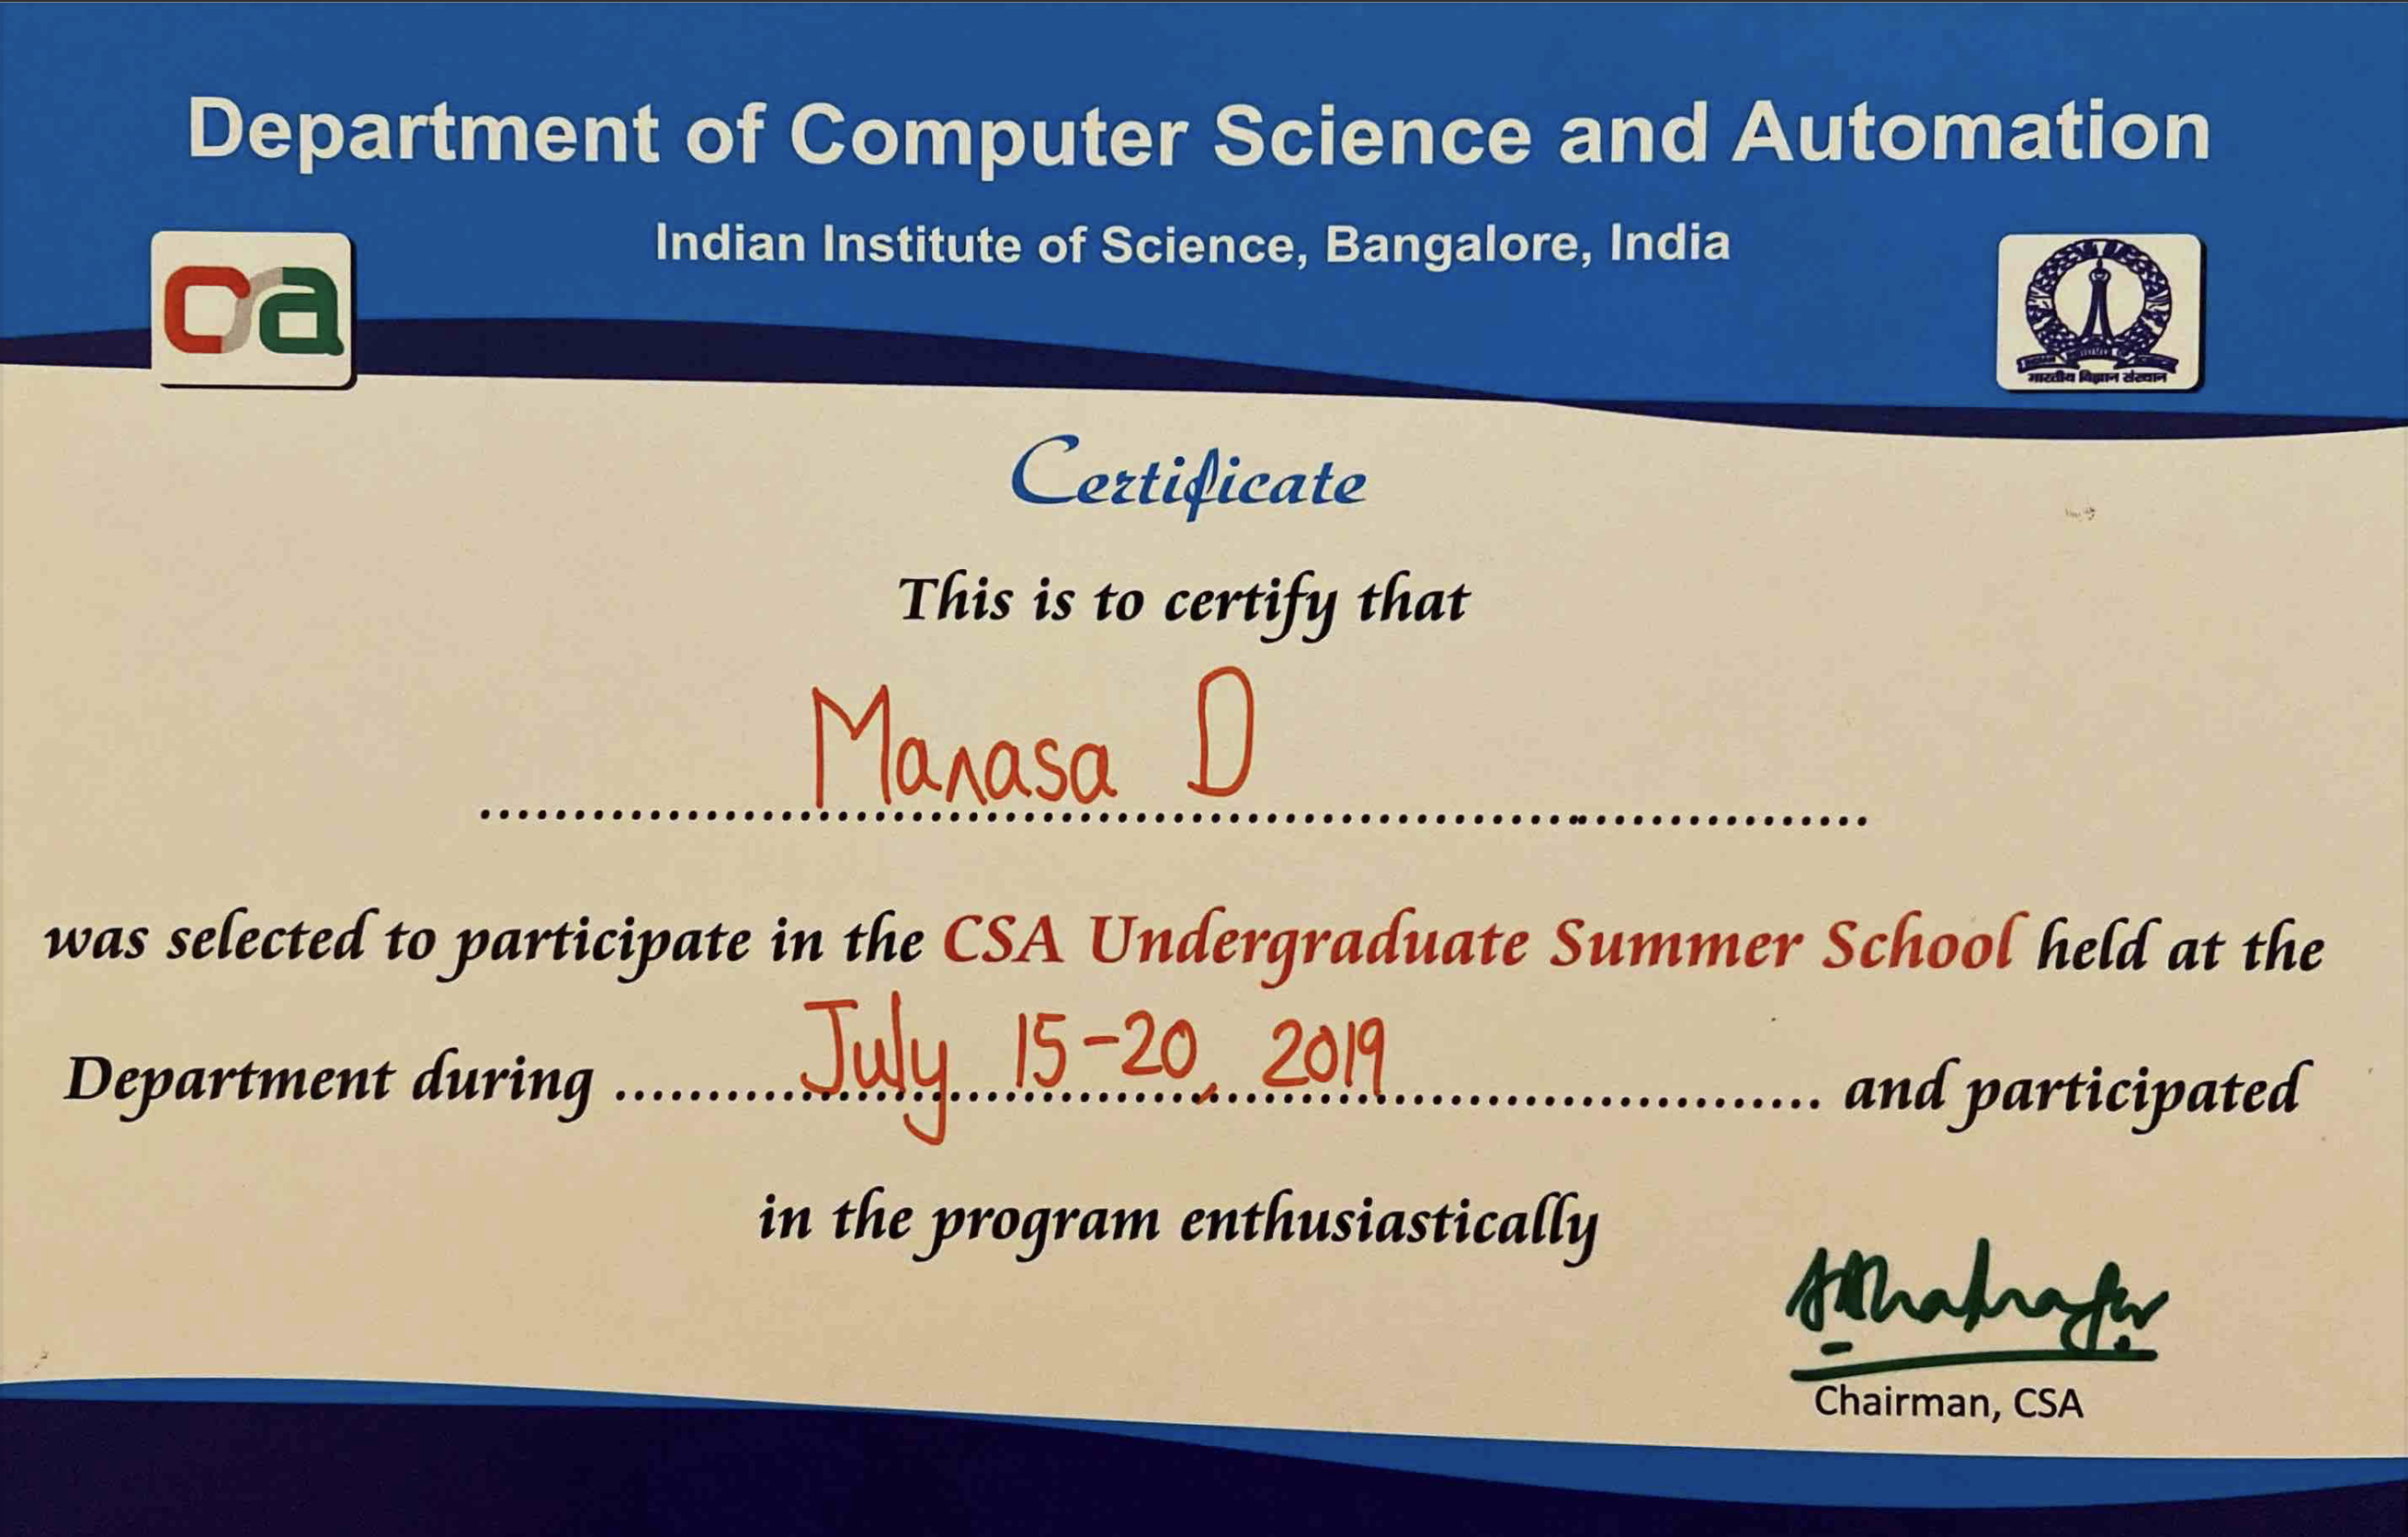 Department of Computer Science and Automation
Indian Institute of Science, Bangalore, India
csa
भारतीय विज्ञान संस्थान
Certificate
This is to certify that
Manasa D
was selected to participate in the CSA Undergraduate Summer School held at the
Department during July 15-20, 2019 and participated
in the program enthusiastically
Chairman, CSA